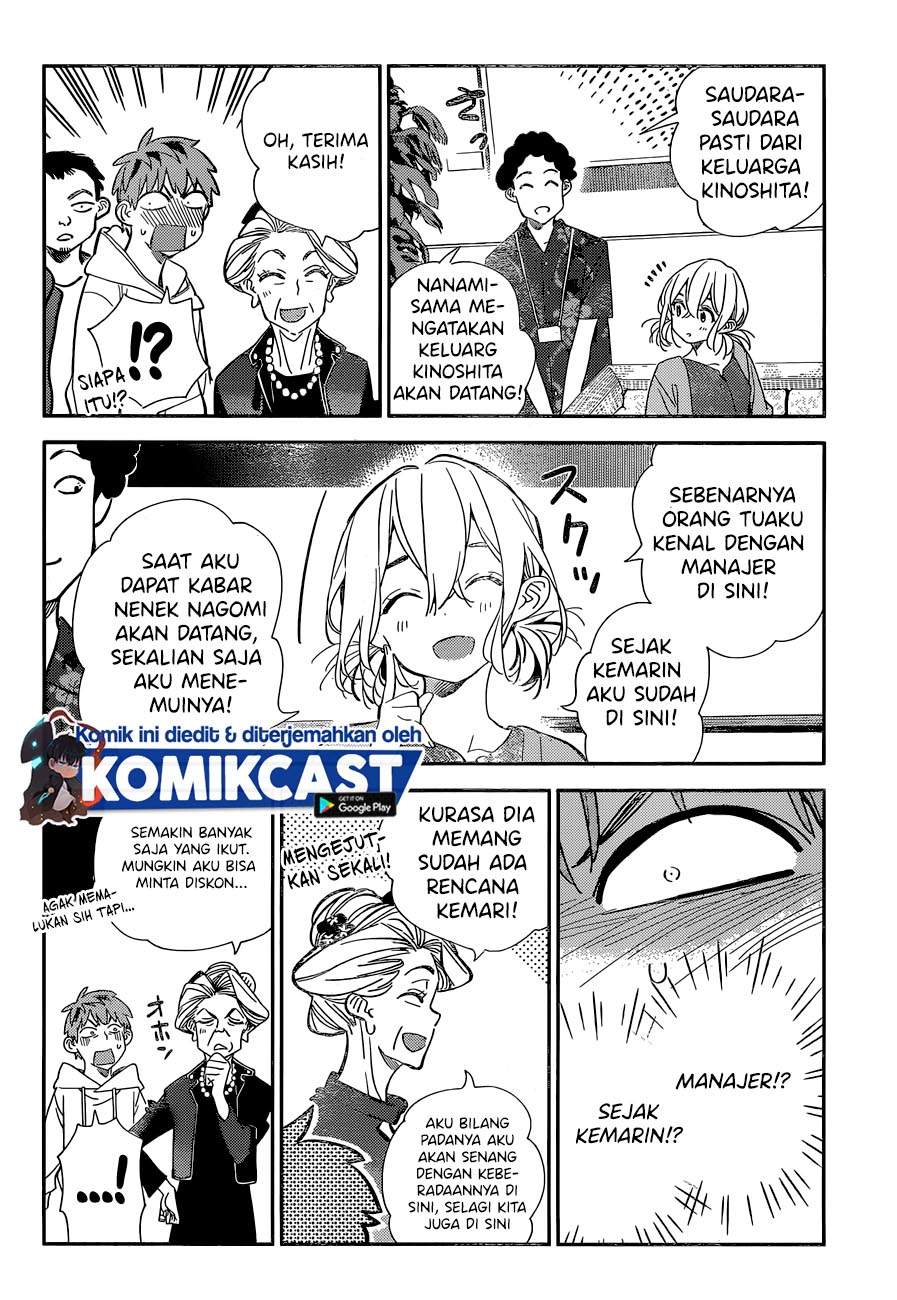 SAUDARA-
SAUDARA
PASTI DARI
KELUARGA
KINOSHITA!
NANAMI-
SAMA ME-
NGATAKAN
KELUARG
KINOSHITA
AKAN DATANG!
OH, TERIMA
KASIH!
!?
SIAPA
ITU!?
SEBENARNYA
ORANG TUAKU
KENAL DENGAN
MANAJER
DI SINI!
SEJAK
KEMARIN
AKU SUDAH
DI SINI!
スクッ
SAAT AKU
DAPAT KABAR
NENEK NAGOMI
AKAN DATANG,
SEKALIAN SAJA
AKU MENE-
MUINYA!
Komik ini diedit & diterjemahkan oleh
KOMIKCAST
GET IT ON
Google Play
MANAJER!?
SEJAK
KEMARIN!?
KURASA DIA
MEMANG
SUDAH ADA
RENCANA
KEMARI!
MENGEJUT-
KAN SEKALI!
AKU BILANG
PADANYA AKU
AKAN SENANG
DENGAN KEBE-
RADAANNYA DI
SINI, SELAGI KITA
JUGA DI SINI
SEMAKIN BANYAK
SAJA YANG IKUT.
MUNGKIN AKU BISA
MINTA DISKON...
AGAK MEMA-
LUKAN SIH TAPI...
オホン
....!